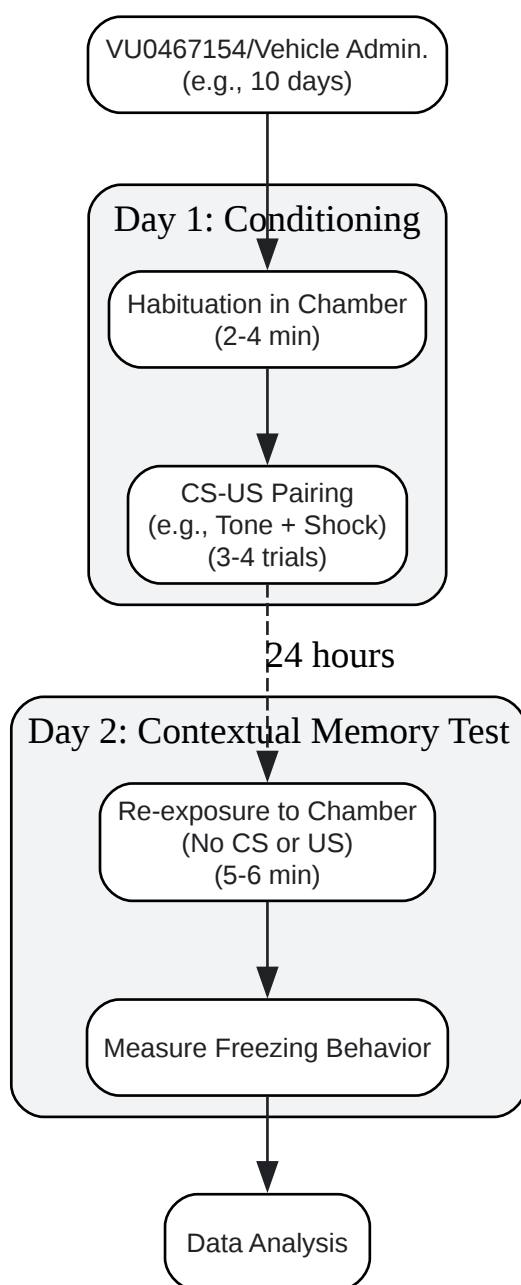 VU0467154/Vehicle Admin.
(e.g., 10 days)
Day 1: Conditioning
Habituation in Chamber
(2-4 min)
CS-US Pairing
(e.g., Tone + Shock)
(3-4 trials)
24 hours
Day 2: Contextual Memory Test
Re-exposure to Chamber
(No CS or US)
(5-6 min)
Measure Freezing Behavior
Data Analysis